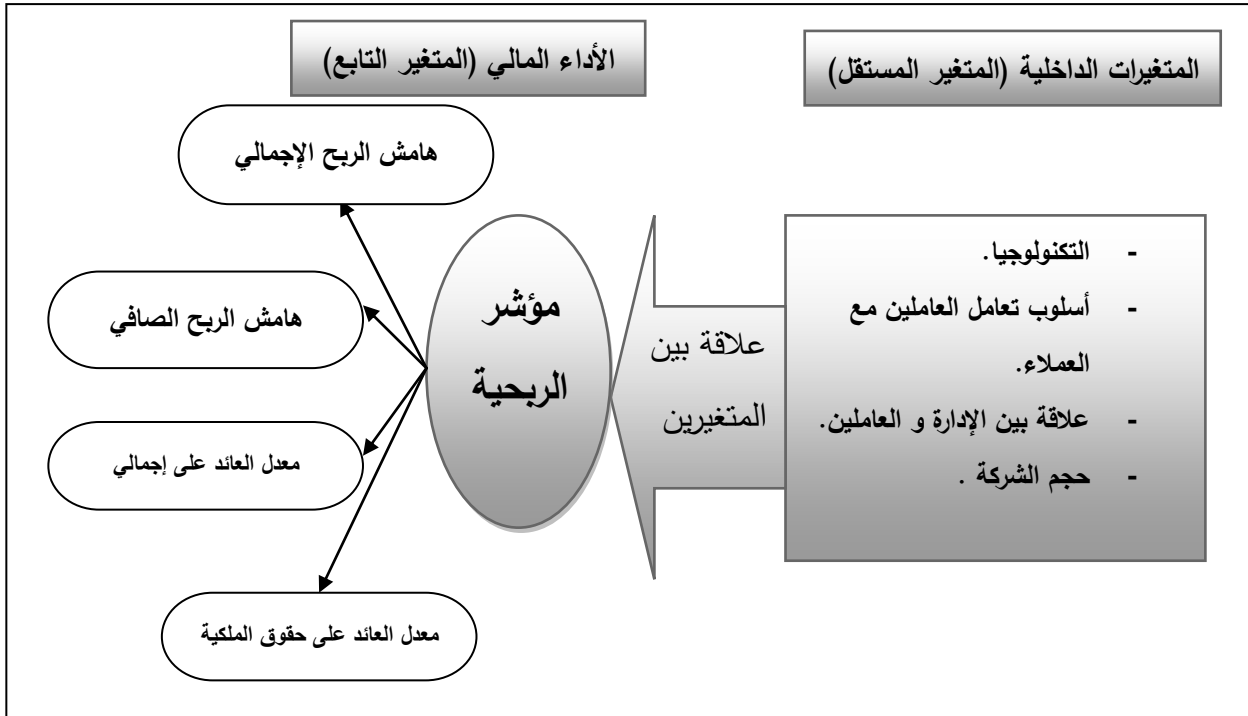 المتغيرات الداخلية (المتغير المستقل)
الأداء المالي (المتغير التابع)
- التكنولوجيا.
- أسلوب تعامل العاملين مع
العملاء.
- علاقة بين الإدارة و العاملين.
- حجم الشركة .
علاقة بين
المتغيرين
مؤشر
الربحية
هامش الربح الإجمالي
هامش الربح الصافي
معدل العائد على إجمالي
معدل العائد على حقوق الملكية